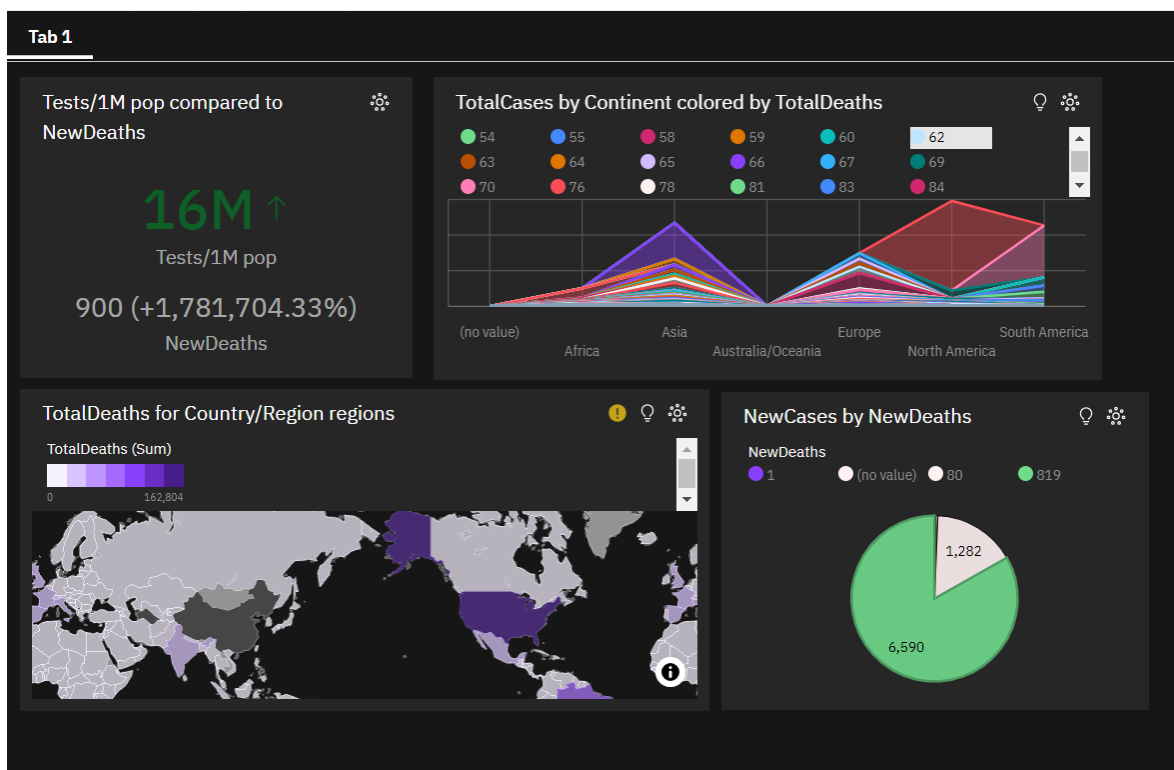 Tab 1
Tests/1M pop compared to
NewDeaths
16M ↑
Tests/1M pop
900 (+1,781,704.33%)
NewDeaths
TotalCases by Continent colored by TotalDeaths
54 55 58 59 60 62
63 64 65 66 67 69
70 76 78 81 83 84
(no value) Asia Europe South America
Africa Australia/Oceania North America
TotalDeaths for Country/Region regions
TotalDeaths (Sum)
0 162,804
NewCases by NewDeaths
NewDeaths
1 (no value) 80 819
1,282
6,590